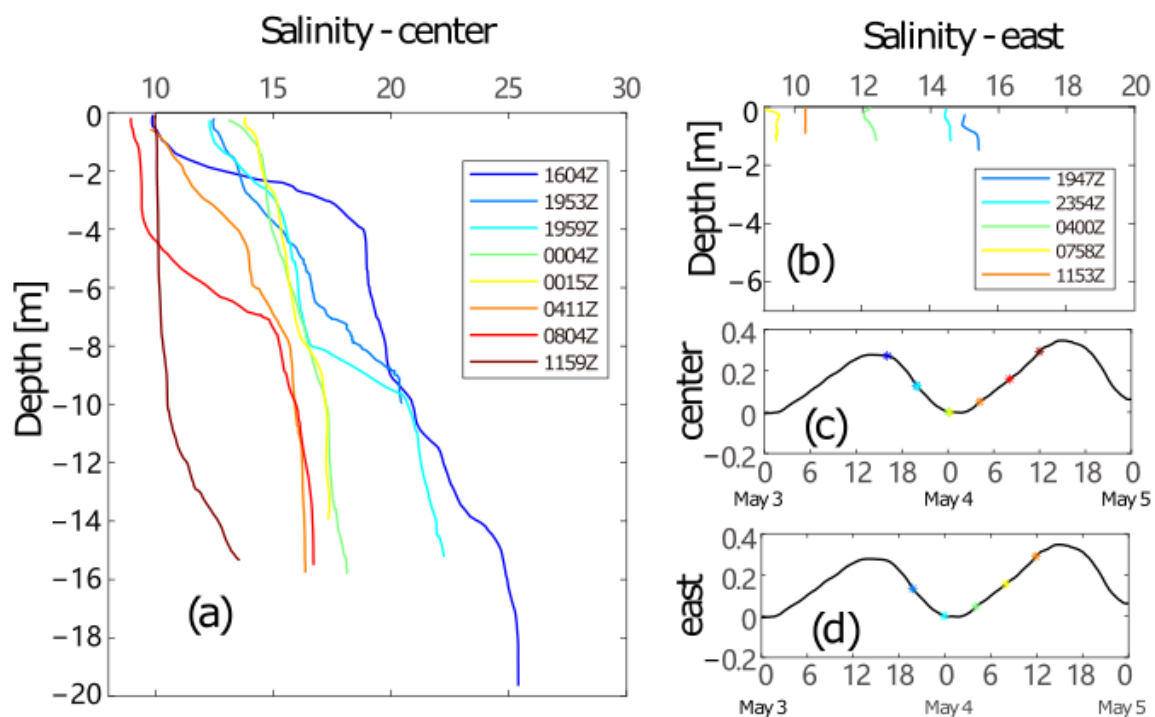 Salinity - center
10 15 20 25 30
0
−2
−4
−6
−8
−10
−12
−14
−16
−18
−20
Depth [m]
1604Z
1953Z
1959Z
0004Z
0015Z
0411Z
0804Z
1159Z
(a)
Salinity - east
10 12 14 16 18 20
0
−2
−4
−6
Depth [m]
1947Z
2354Z
0400Z
0758Z
1153Z
(b)
0.4
0.2
0
−0.2
center
(c)
0 6 12 18 0 6 12 18 0
May 3 May 4 May 5
0.4
0.2
0
−0.2
east
(d)
0 6 12 18 0 6 12 18 0
May 3 May 4 May 5